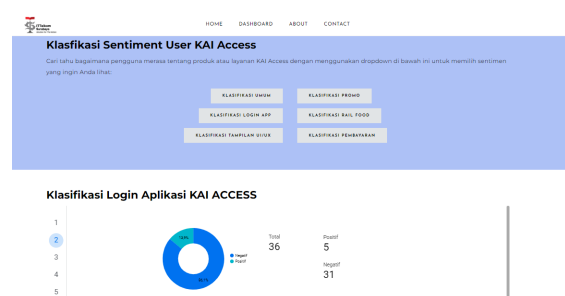 ITTelkom
Surabaya
HOME DASHBOARD ABOUT CONTACT
Klasfikasi Sentiment User KAI Access
Cari tahu bagaimana pengguna merasa tentang produk atau layanan KAI Access dengan menggunakan dropdown di bawah ini untuk memilih sentimen
yang ingin Anda lihat:
KLASIFIKASI UMUM KLASIFIKASI PROMO
KLASIFIKASI LOGIN APP KLASIFIKASI RAIL FOOD
KLASIFIKASI TAMPILAN UI/UX KLASIFIKASI PEMBAYARAN
Klasifikasi Login Aplikasi KAI ACCESS
1
2
3
4
5
Negatif
Positif
Total
36
Positif
5
Negatif
31